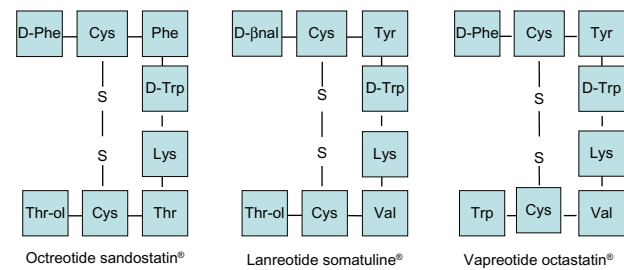 D-Phe Cys Phe D-βnal Cys Tyr D-Phe Cys Tyr
S D-Trp S D-Trp S D-Trp
S Lys S Lys S Lys
Thr-ol Cys Thr Thr-ol Cys Val Trp Cys Val
Octreotide sandostatin® Lanreotide somatuline® Vapreotide octastatin®